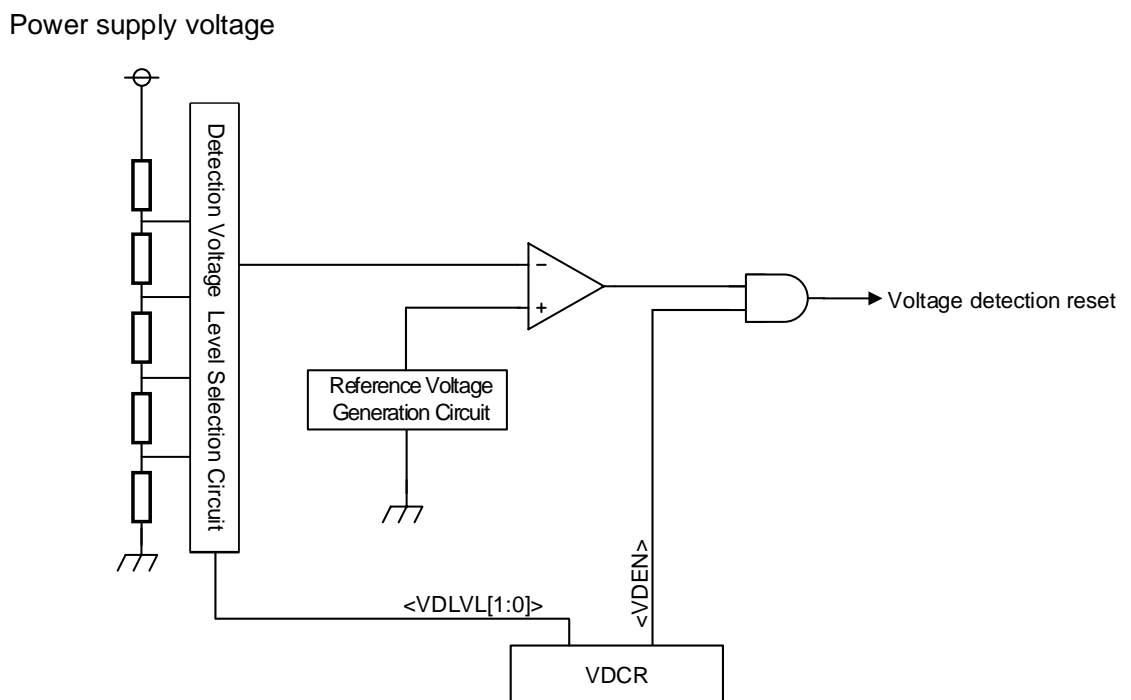 Power supply voltage
Detection Voltage Level Selection Circuit
−
+
Voltage detection reset
Reference Voltage
Generation Circuit
<VDEN>
<VDLVL[1:0]>
VDCR